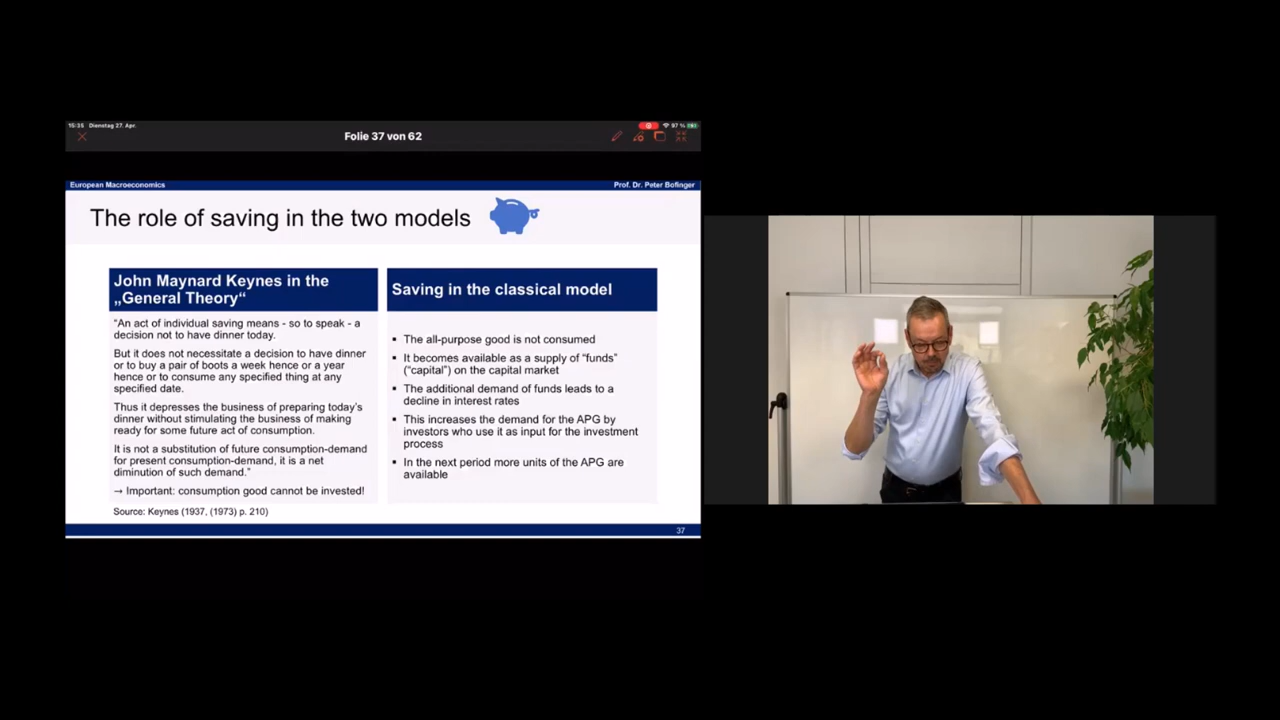 15:35 Dienstag 27. Apr.
97 %
Folie 37 von 62
European Macroeconomics
Prof. Dr. Peter Bofinger
The role of saving in the two models
John Maynard Keynes in the
„General Theory“
“An act of individual saving means - so to speak - a
decision not to have dinner today.
But it does not necessitate a decision to have dinner
or to buy a pair of boots a week hence or a year
hence or to consume any specified thing at any
specified date.
Thus it depresses the business of preparing today’s
dinner without stimulating the business of making
ready for some future act of consumption.
It is not a substitution of future consumption-demand
for present consumption-demand, it is a net
diminution of such demand.”
→ Important: consumption good cannot be invested!
Source: Keynes (1937, (1973) p. 210)
Saving in the classical model
▪ The all-purpose good is not consumed
▪ It becomes available as a supply of “funds”
(“capital”) on the capital market
▪ The additional demand of funds leads to a
decline in interest rates
▪ This increases the demand for the APG by
investors who use it as input for the investment
process
▪ In the next period more units of the APG are
available
37